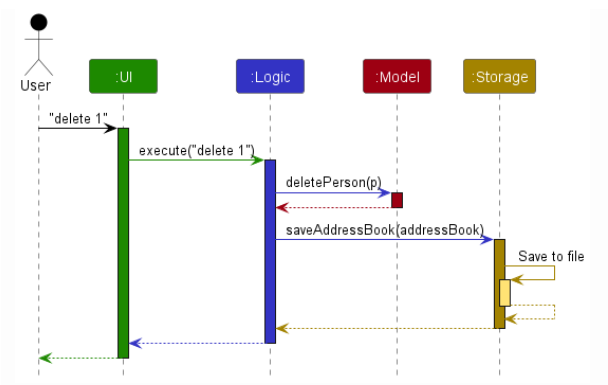 User
:UI
:Logic
:Model
:Storage
"delete 1"
execute("delete 1")
deletePerson(p)
saveAddressBook(addressBook)
Save to file